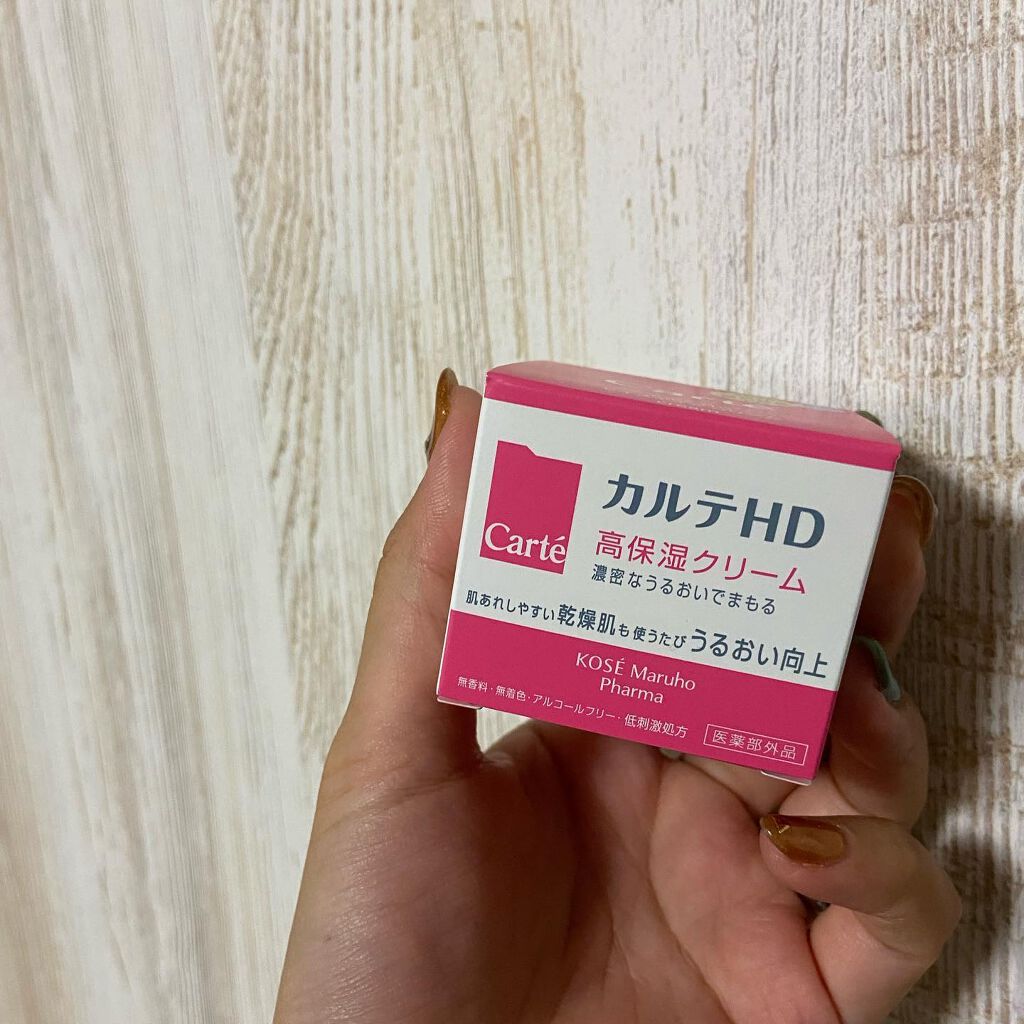 Carté
カルテHD
高保湿クリーム
濃密なうるおいでまもる
肌あれしやすい乾燥肌も使うたびうるおい向上
KOSÉ Maruho
Pharma
無香料・無着色・アルコールフリー・低刺激処方
医薬部外品